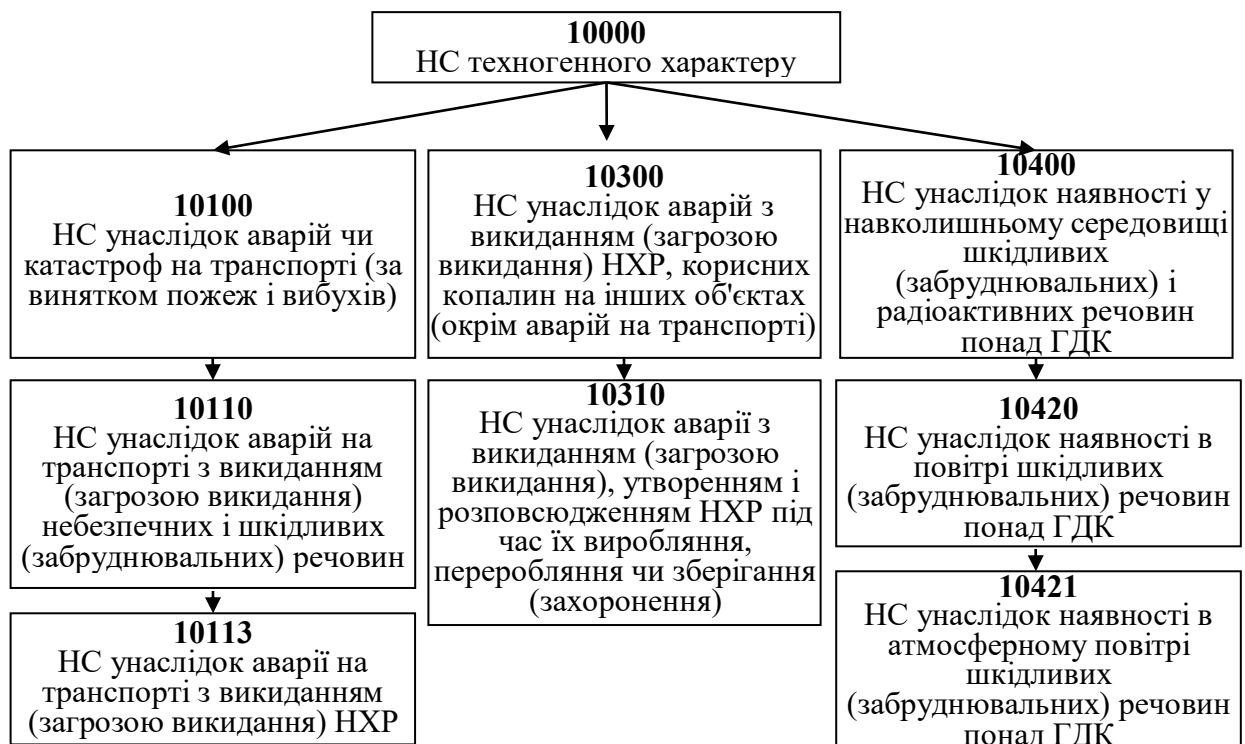 10000
НС техногенного характеру
10100
НС унаслідок аварій чи
катастроф на транспорті (за
винятком пожеж і вибухів)
10300
НС унаслідок аварій з
викиданням (загрозою
викидання) НХР, корисних
копалин на інших об'єктах
(окрім аварій на транспорті)
10400
НС унаслідок наявності у
навколишньому середовищі
шкідливих
(забруднювальних) і
радіоактивних речовин
понад ГДК
10110
НС унаслідок аварій на
транспорті з викиданням
(загрозою викидання)
небезпечних і шкідливих
(забруднювальних) речовин
10310
НС унаслідок аварії з
викиданням (загрозою
викидання), утворенням і
розповсюдженням НХР під
час їх виробляння,
переробляння чи зберігання
(захоронення)
10420
НС унаслідок наявності в
повітрі шкідливих
(забруднювальних) речовин
понад ГДК
10113
НС унаслідок аварії на
транспорті з викиданням
(загрозою викидання) НХР
10421
НС унаслідок наявності в
атмосферному повітрі
шкідливих
(забруднювальних) речовин
понад ГДК